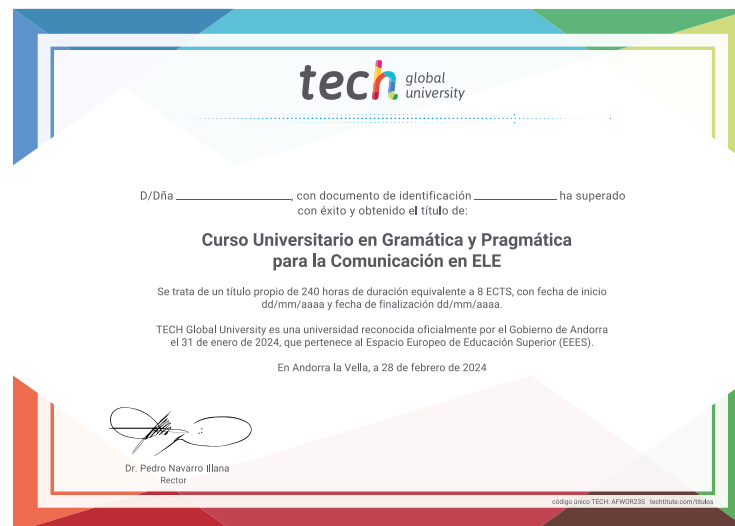 tech global university
D/Dña ____________________, con documento de identificación ______________ ha superado
con éxito y obtenido el título de:
Curso Universitario en Gramática y Pragmática
para la Comunicación en ELE
Se trata de un título propio de 240 horas de duración equivalente a 8 ECTS, con fecha de inicio
dd/mm/aaaa y fecha de finalización dd/mm/aaaa.
TECH Global University es una universidad reconocida oficialmente por el Gobierno de Andorra
el 31 de enero de 2024, que pertenece al Espacio Europeo de Educación Superior (EEES).
En Andorra la Vella, a 28 de febrero de 2024
Dr. Pedro Navarro Illana
Rector
código único TECH: AFWOR23S techtitute.com/titulos